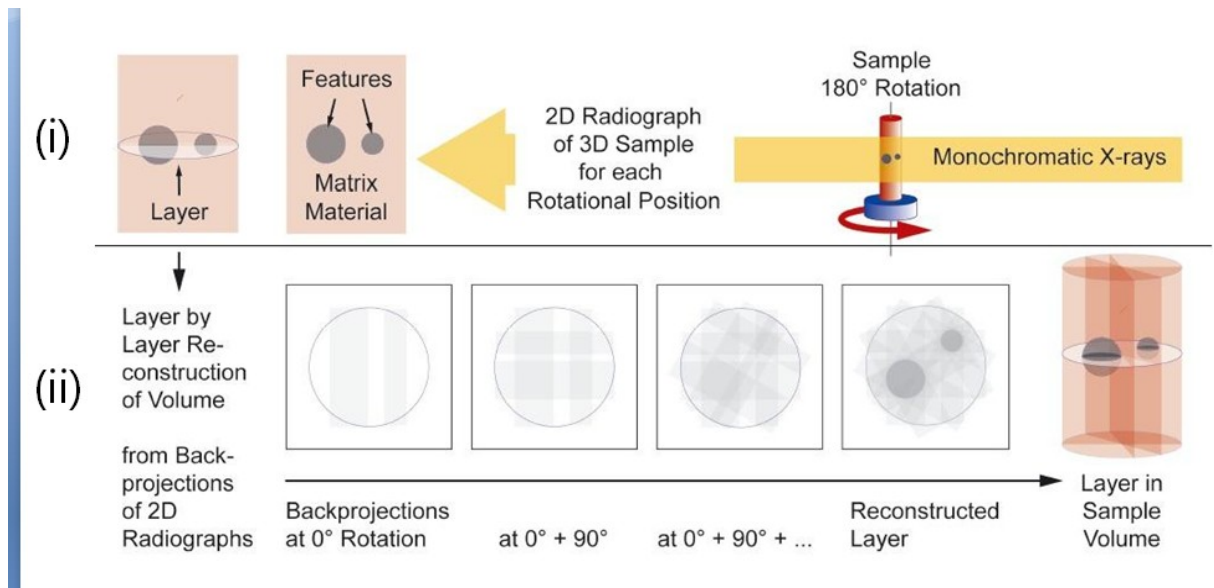 (i)
Layer
Features
Matrix
Material
2D Radiograph
of 3D Sample
for each
Rotational Position
Sample
180° Rotation
Monochromatic X-rays
(ii)
Layer by
Layer Re-
construction
of Volume
from Back-
projections
of 2D
Radiographs
Backprojections
at 0° Rotation
at 0° + 90°
at 0° + 90° + ...
Reconstructed
Layer
Layer in
Sample
Volume